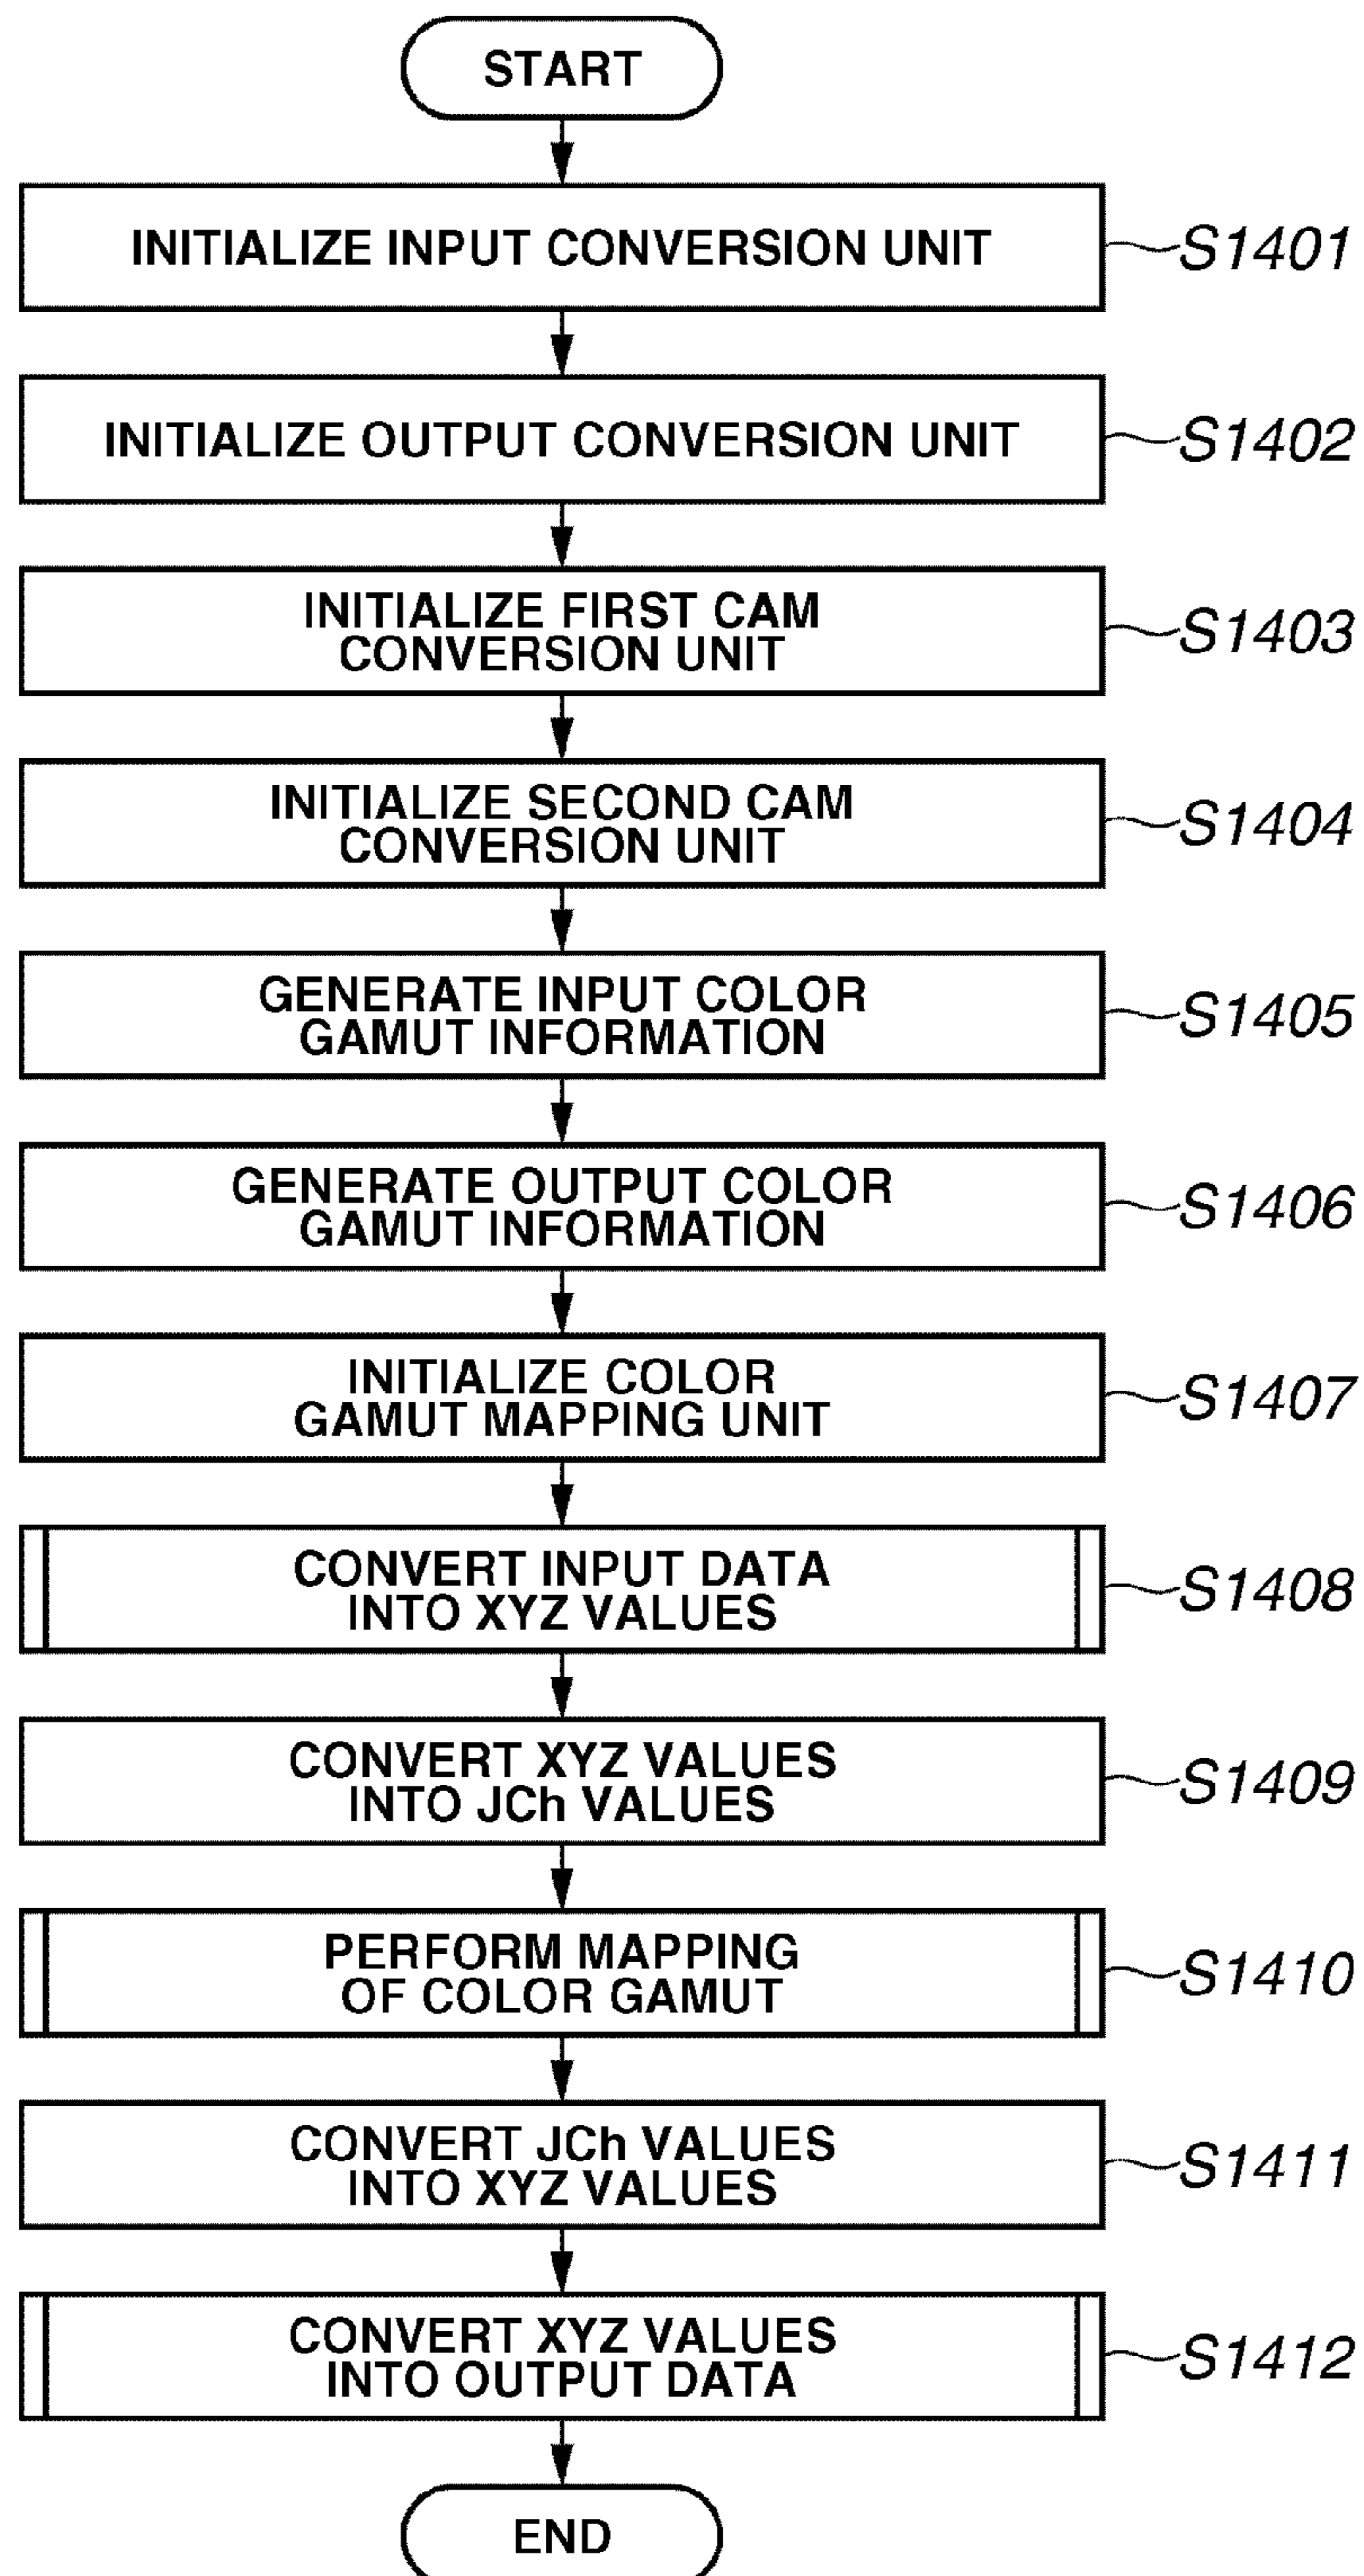 START
INITIALIZE INPUT CONVERSION UNIT
S1401
INITIALIZE OUTPUT CONVERSION UNIT
S1402
INITIALIZE FIRST CAM
CONVERSION UNIT
S1403
INITIALIZE SECOND CAM
CONVERSION UNIT
S1404
GENERATE INPUT COLOR
GAMUT INFORMATION
S1405
GENERATE OUTPUT COLOR
GAMUT INFORMATION
S1406
INITIALIZE COLOR
GAMUT MAPPING UNIT
S1407
CONVERT INPUT DATA
INTO XYZ VALUES
S1408
CONVERT XYZ VALUES
INTO JCh VALUES
S1409
PERFORM MAPPING
OF COLOR GAMUT
S1410
CONVERT JCh VALUES
INTO XYZ VALUES
S1411
CONVERT XYZ VALUES
INTO OUTPUT DATA
S1412
END